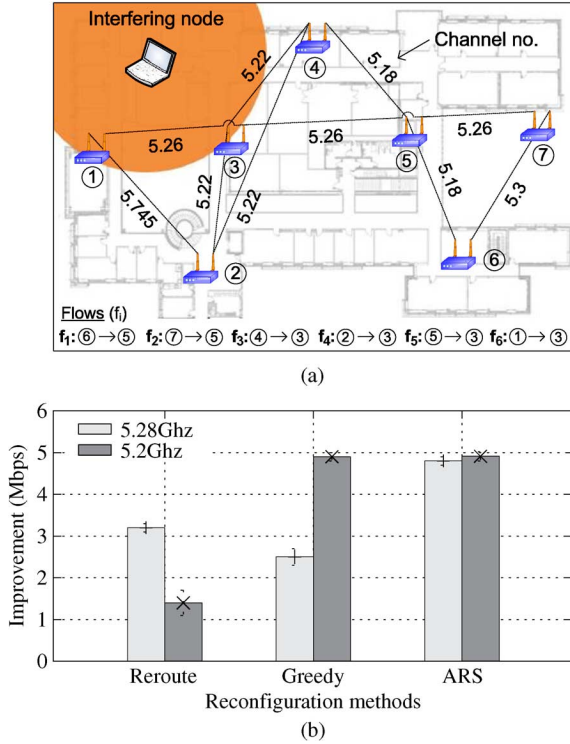 Interfering node
Channel no.
④
5.22
5.18
5.26
5.26
5.26
①
③
⑤
⑦
5.745
5.22
5.22
5.18
5.3
②
⑥
Flows (fi)
f1:⑥→⑤ f2:⑦→⑤ f3:④→③ f4:②→③ f5:⑤→③ f6:①→③
(a)
6
5
4
3
2
1
0
Improvement (Mbps)
5.28Ghz
5.2Ghz
Reroute Greedy ARS
Reconfiguration methods
(b)